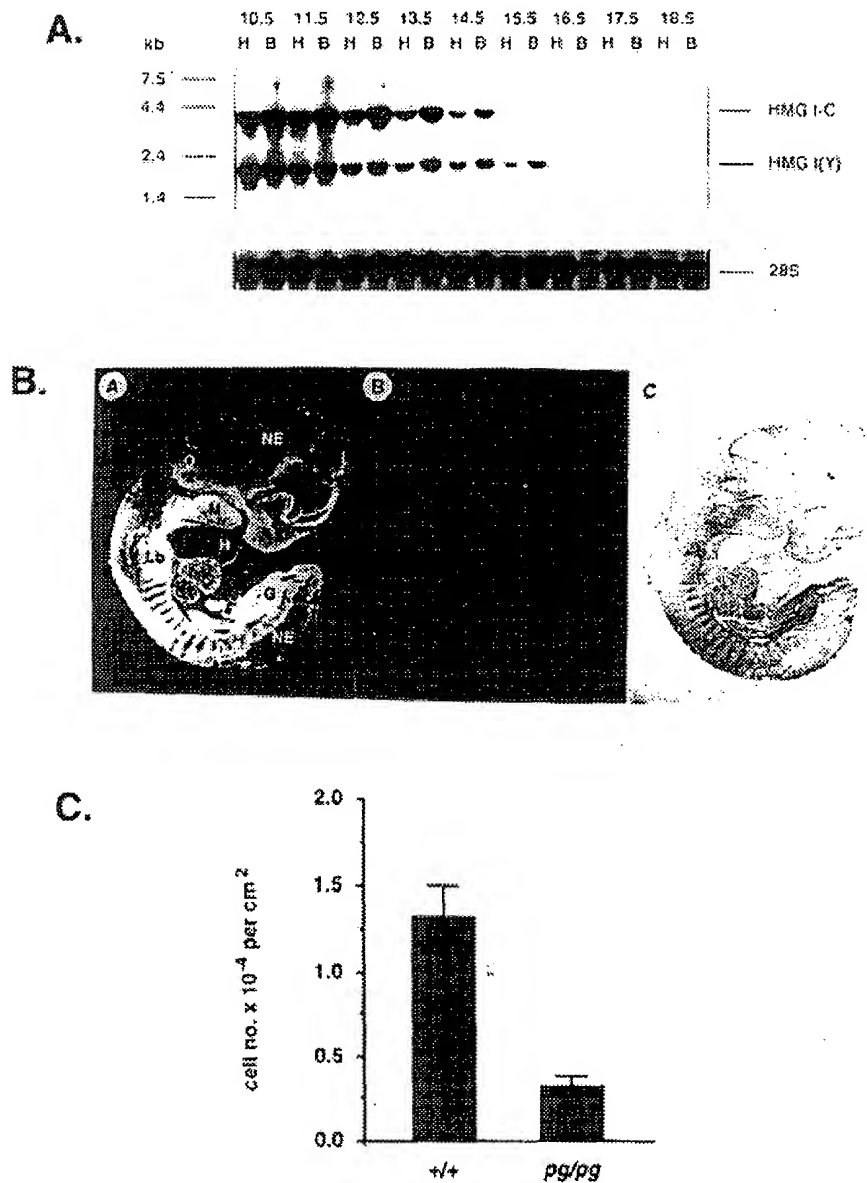 A.
10.5 11.5 12.5 13.5 14.5 15.5 16.5 17.5 18.5
kb H B H B H B H B H B H B H B H B H B
7.5
4.4 HMG I-C
2.4 HMG I(Y)
1.4
28S
B.
A B C
NE
O
M
H
Lb
G
NE
C.
2.0
1.5
1.0
0.5
0.0
cell no. x 10-4 per cm2
+/+ pg/pg